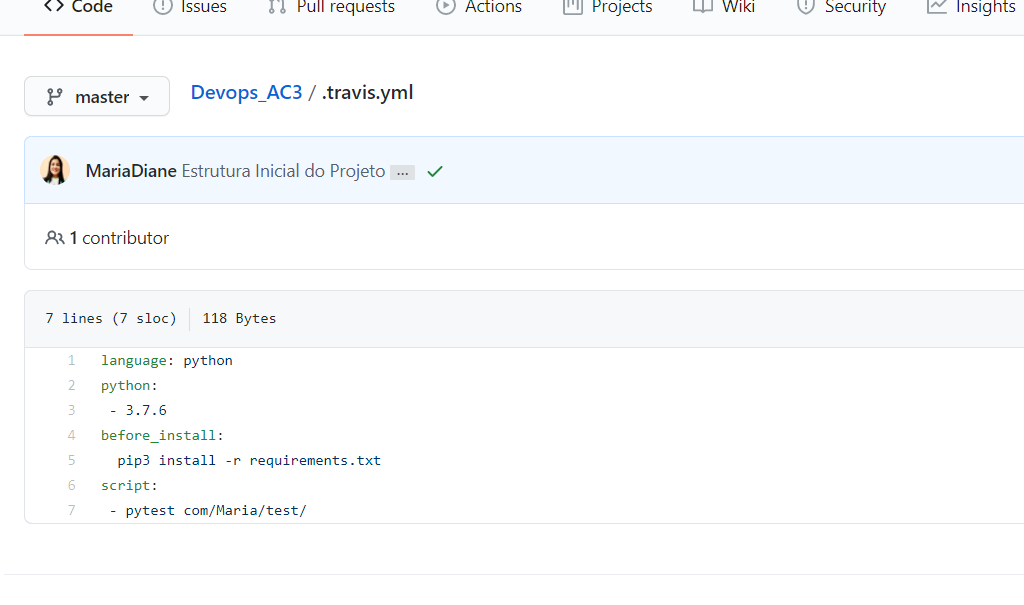 Code Issues Pull requests Actions Projects Wiki Security Insights
master Devops_AC3 / .travis.yml
MariaDiane Estrutura Inicial do Projeto ...
1 contributor
7 lines (7 sloc) 118 Bytes
1 language: python
2 python:
3 - 3.7.6
4 before_install:
5 pip3 install -r requirements.txt
6 script:
7 - pytest com/Maria/test/